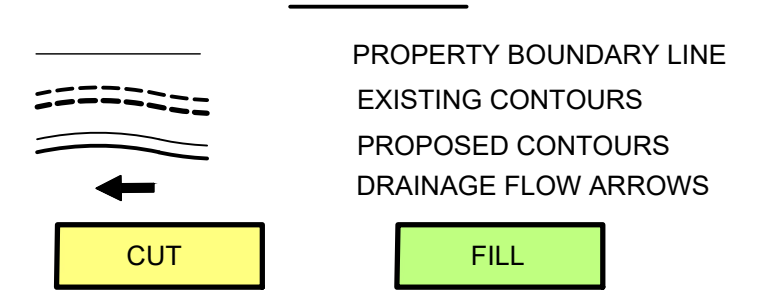 PROPERTY BOUNDARY LINE
EXISTING CONTOURS
PROPOSED CONTOURS
DRAINAGE FLOW ARROWS
CUT FILL